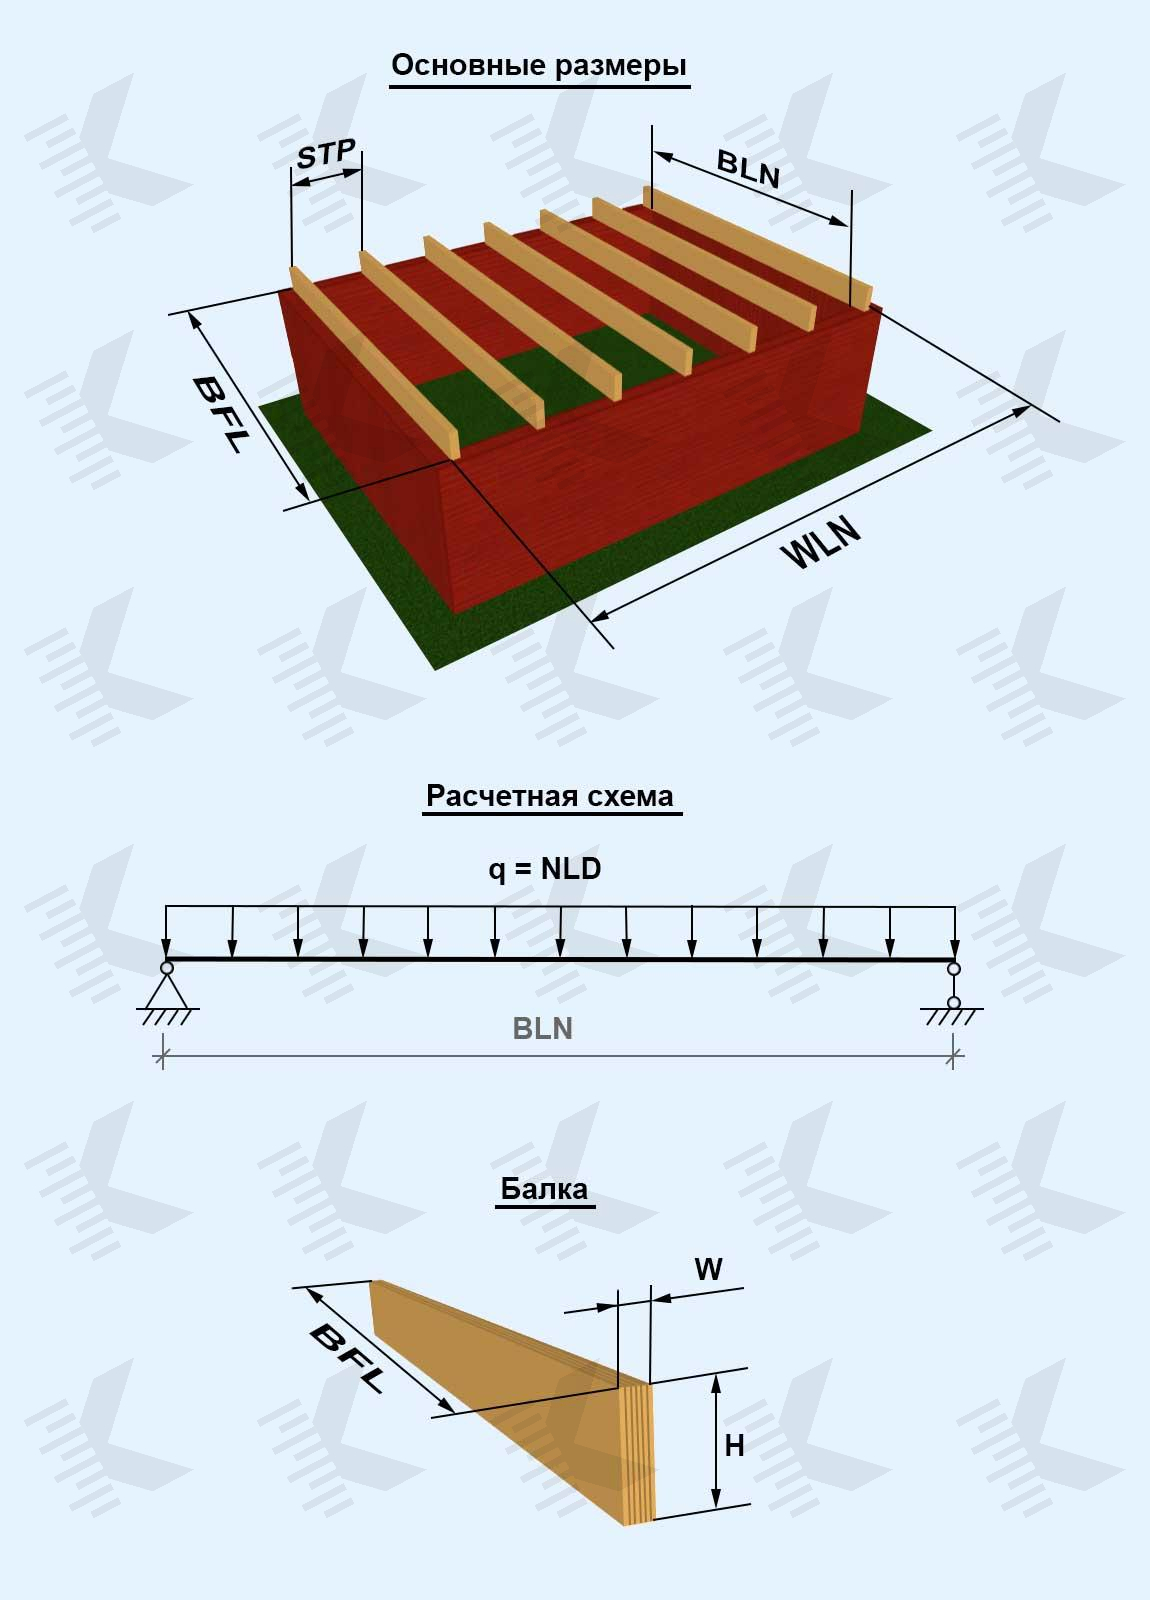 Основные размеры
STP
BLN
BFL
WLN
Расчетная схема
q = NLD
BLN
Балка
W
BFL
H